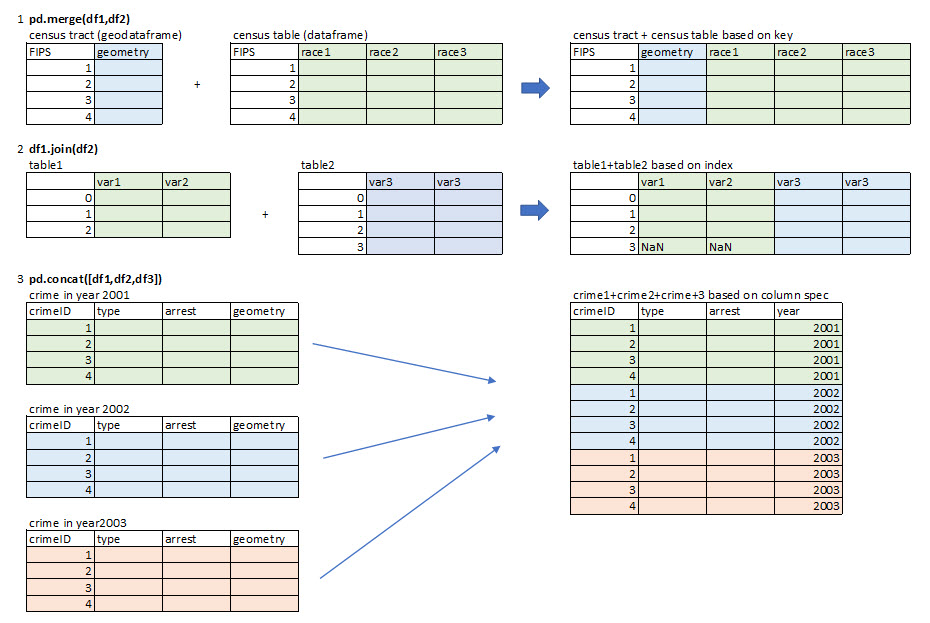 1 pd.merge(df1,df2)
census tract (geodataframe) census table (dataframe) census tract + census table based on key
FIPS geometry FIPS race1 race2 race3 FIPS geometry race1 race2 race3
1 1 1
2 + 2 2
3 3 3
4 4 4
2 df1.join(df2)
table1 table2 table1+table2 based on index
var1 var2 var3 var3 var1 var2 var3 var3
0 0 0
1 + 1 1
2 2 2
3 3 NaN NaN
3 pd.concat([df1,df2,df3])
crime in year 2001 crime1+crime2+crime+3 based on column spec
crimeID type arrest geometry crimeID type arrest year
1 1 2001
2 2 2001
3 3 2001
4 4 2001
1 2002
crime in year 2002 2 2002
crimeID type arrest geometry 3 2002
1 4 2002
2 1 2003
3 2 2003
4 3 2003
4 2003
crime in year2003
crimeID type arrest geometry
1
2
3
4